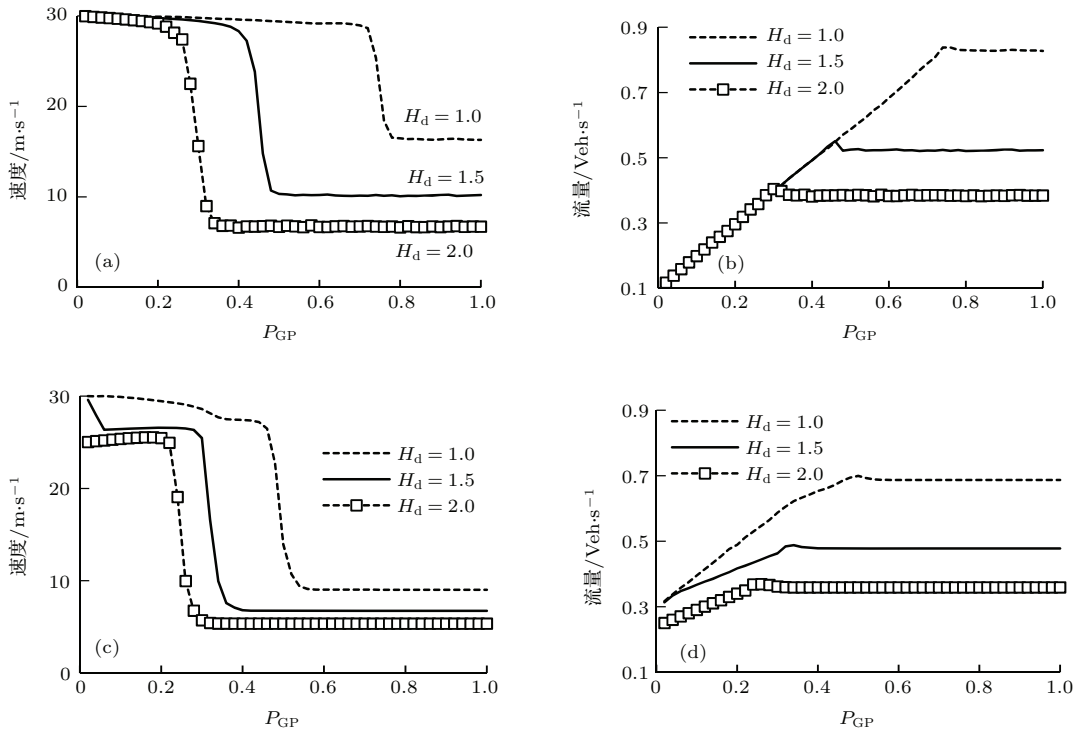 30
20
10
0
速度/m·s⁻¹
H_d = 1.0
H_d = 1.5
H_d = 2.0
(a)
0 0.2 0.4 0.6 0.8 1.0
P_GP
0.9
0.7
0.5
0.3
0.1
流量/Veh·s⁻¹
H_d = 1.0
H_d = 1.5
H_d = 2.0
(b)
0 0.2 0.4 0.6 0.8 1.0
P_GP
30
20
10
0
速度/m·s⁻¹
H_d = 1.0
H_d = 1.5
H_d = 2.0
(c)
0 0.2 0.4 0.6 0.8 1.0
P_GP
0.9
0.7
0.5
0.3
0.1
流量/Veh·s⁻¹
H_d = 1.0
H_d = 1.5
H_d = 2.0
(d)
0 0.2 0.4 0.6 0.8 1.0
P_GP